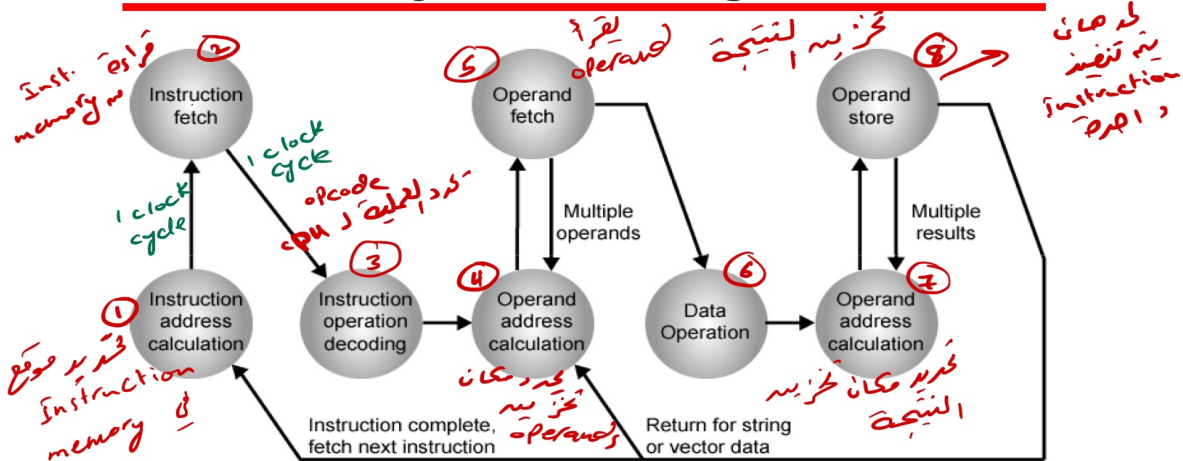 ②
قراءة
Inst.
من memory
Instruction
fetch
1 clock
cycle
1 clock
cycle
①
Instruction
address
calculation
تحديد موقع
Instruction
في memory
opcode
تحدد العملية لـ cpu
③
Instruction
operation
decoding
④
Operand
address
calculation
يحدد مكان
تخزين
operands
⑤
يقرأ
operand
Operand
fetch
Multiple
operands
⑥
Data
Operation
⑦
Operand
address
calculation
تحديد مكان تخزين
النتيجة
تخزين النتيجة
⑧
Operand
store
Multiple
results
لحد هان
يتم تنفيذ
Instruction
واحدة
Instruction complete,
fetch next instruction
Return for string
or vector data